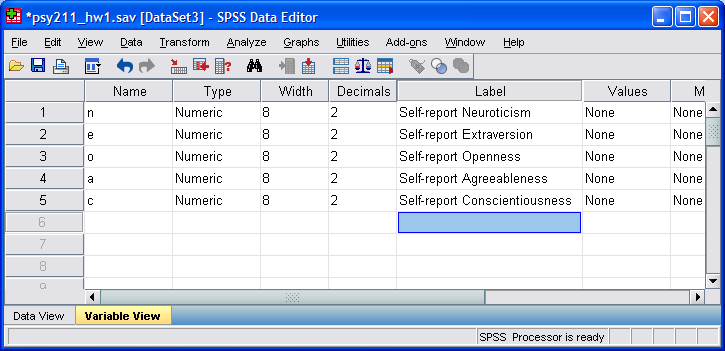 *psy211_hw1.sav [DataSet3] - SPSS Data Editor
File Edit View Data Transform Analyze Graphs Utilities Add-ons Window Help
Name Type Width Decimals Label Values M
1 n Numeric 8 2 Self-report Neuroticism None None
2 e Numeric 8 2 Self-report Extraversion None None
3 o Numeric 8 2 Self-report Openness None None
4 a Numeric 8 2 Self-report Agreeableness None None
5 c Numeric 8 2 Self-report Conscientiousness None None
6
7
8
9
Data View Variable View
SPSS Processor is ready